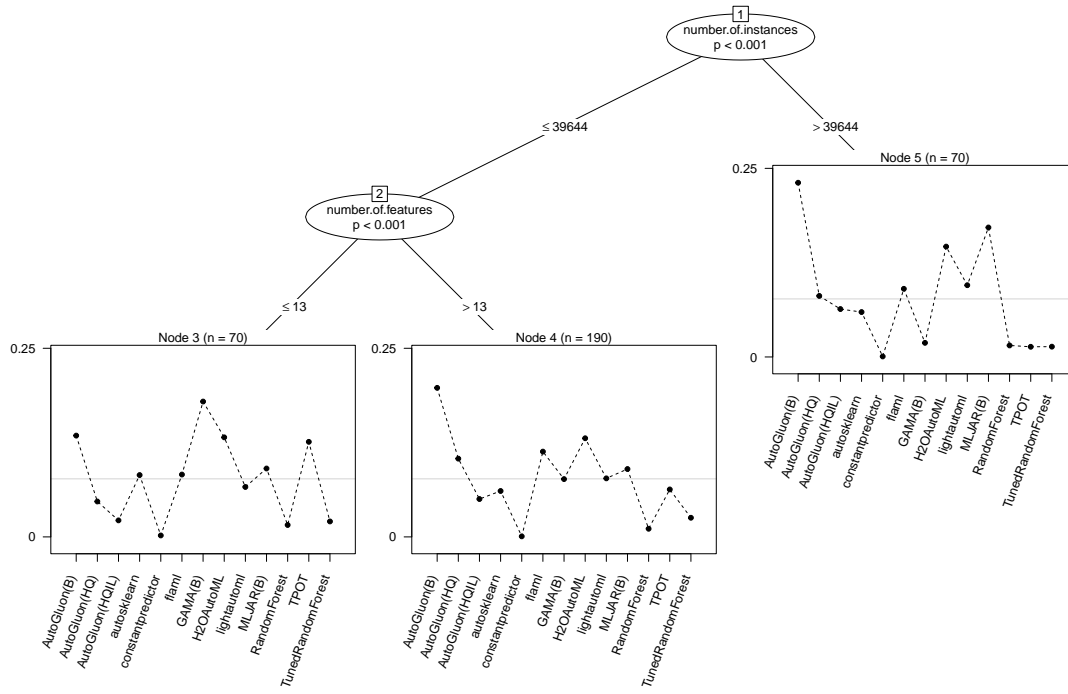 1
number.of.instances
p < 0.001
≤ 39644
> 39644
2
number.of.features
p < 0.001
≤ 13
> 13
Node 3 (n = 70)
0.25
0
AutoGluon(B)
AutoGluon(HQ)
AutoGluon(HQIL)
autosklearn
constantpredictor
flaml
GAMA(B)
H2OAutoML
lightautoml
MLJAR(B)
RandomForest
TPOT
TunedRandomForest
Node 4 (n = 190)
0.25
0
AutoGluon(B)
AutoGluon(HQ)
AutoGluon(HQIL)
autosklearn
constantpredictor
flaml
GAMA(B)
H2OAutoML
lightautoml
MLJAR(B)
RandomForest
TPOT
TunedRandomForest
Node 5 (n = 70)
0.25
0
AutoGluon(B)
AutoGluon(HQ)
AutoGluon(HQIL)
autosklearn
constantpredictor
flaml
GAMA(B)
H2OAutoML
lightautoml
MLJAR(B)
RandomForest
TPOT
TunedRandomForest